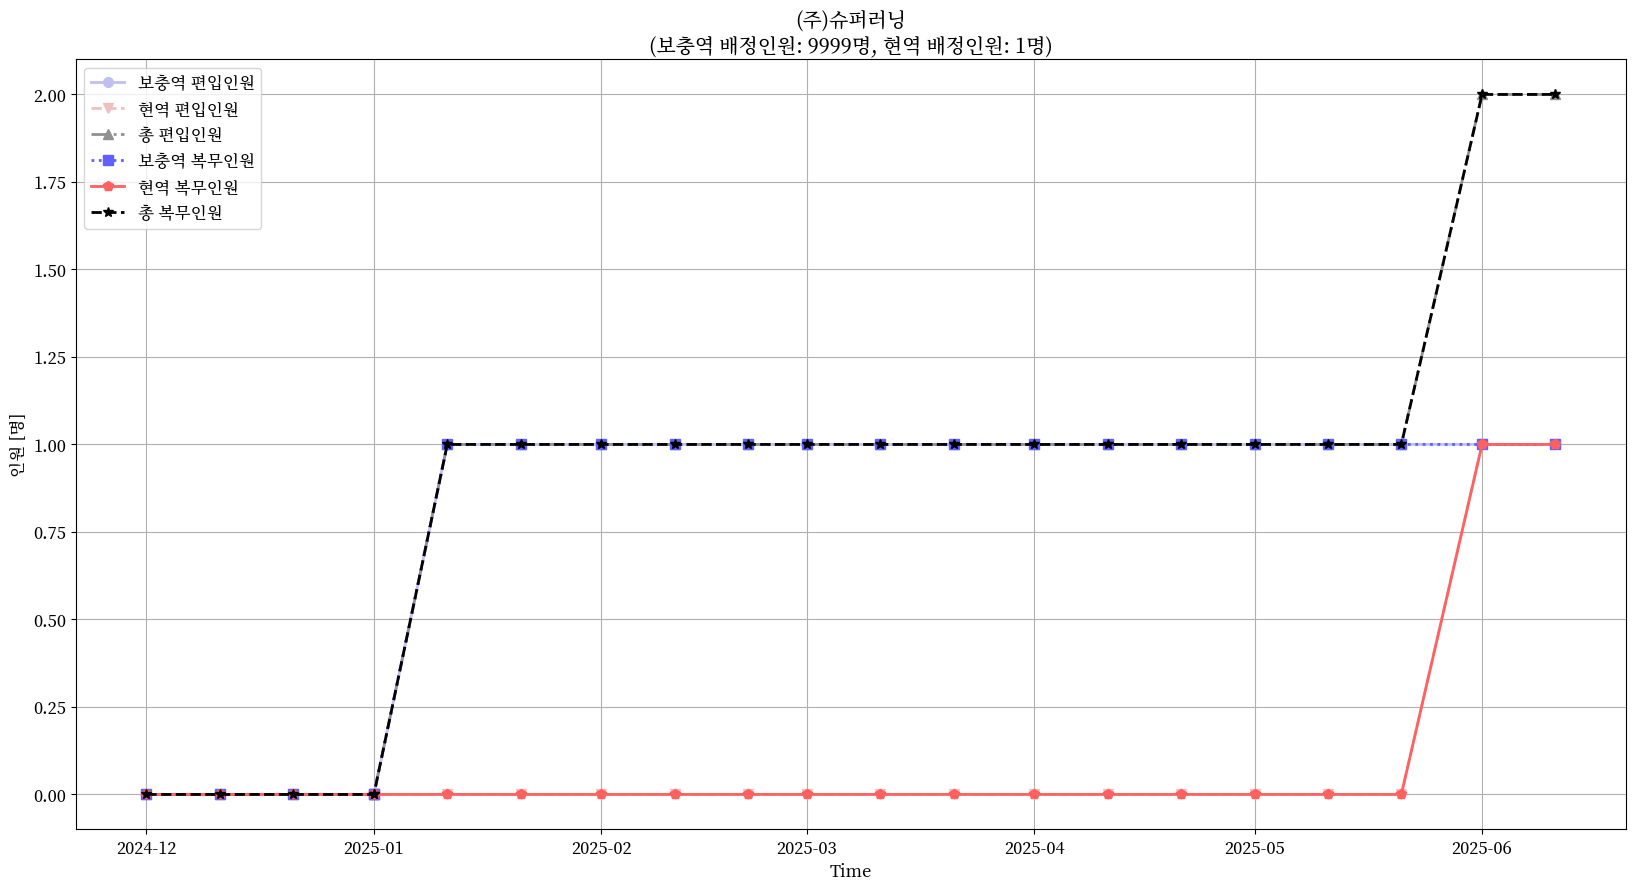 (주)슈퍼러닝
(보충역 배정인원: 9999명, 현역 배정인원: 1명)
보충역 편입인원
현역 편입인원
총 편입인원
보충역 복무인원
현역 복무인원
총 복무인원
2.00
1.75
1.50
1.25
1.00
0.75
0.50
0.25
0.00
인원 [명]
2024-12
2025-01
2025-02
2025-03
2025-04
2025-05
2025-06
Time